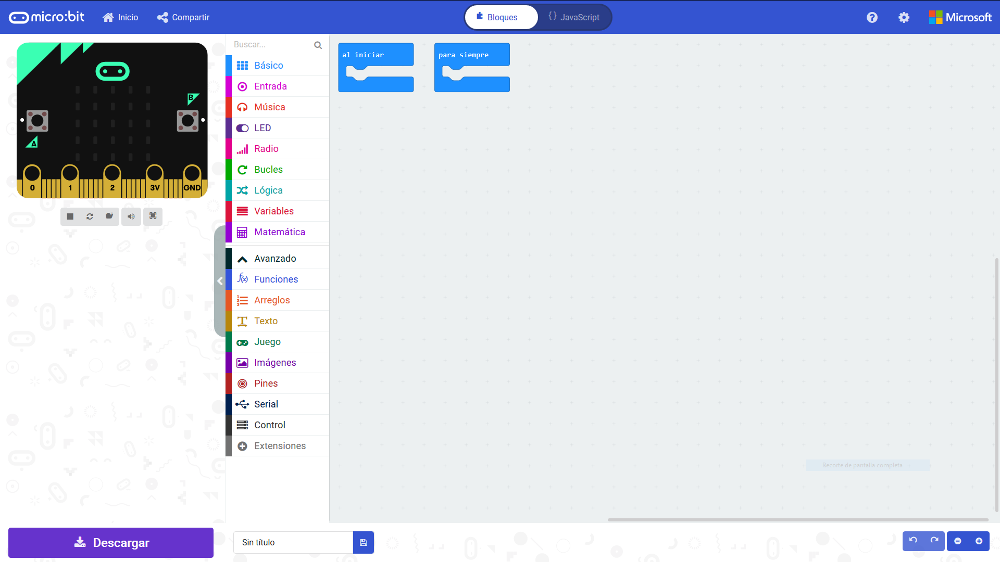 micro:bit
Inicio
Compartir
Bloques
{ } JavaScript
?
Microsoft
B
A
0
1
2
3V
GND
Buscar...
Básico
Entrada
Música
LED
Radio
Bucles
Lógica
Variables
Matemática
Avanzado
f(x) Funciones
Arreglos
Texto
Juego
Imágenes
Pines
Serial
Control
Extensiones
al iniciar
para siempre
Recorte de pantalla completa
Descargar
Sin título